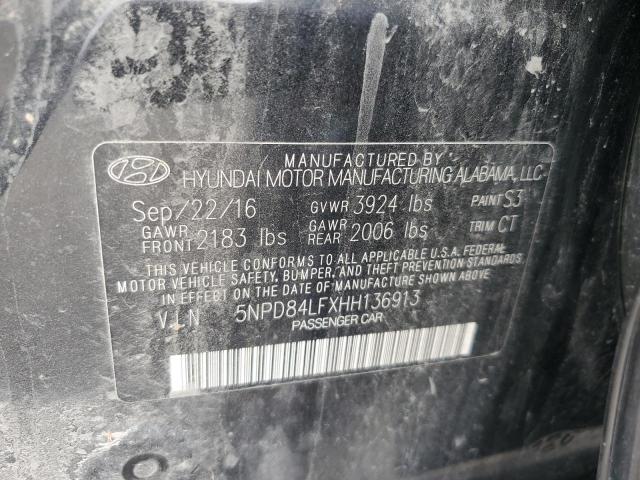 MANUFACTURED BY
HYUNDAI MOTOR MANUFACTURING ALABAMA, LLC
Sep/22/16 GVWR 3924 lbs PAINT S3
GAWR FRONT 2183 lbs GAWR REAR 2006 lbs TRIM CT
THIS VEHICLE CONFORMS TO ALL APPLICABLE U.S.A. FEDERAL
MOTOR VEHICLE SAFETY, BUMPER, AND THEFT PREVENTION STANDARDS
IN EFFECT ON THE DATE OF MANUFACTURE SHOWN ABOVE.
V.I.N 5NPD84LFXHH136913
PASSENGER CAR